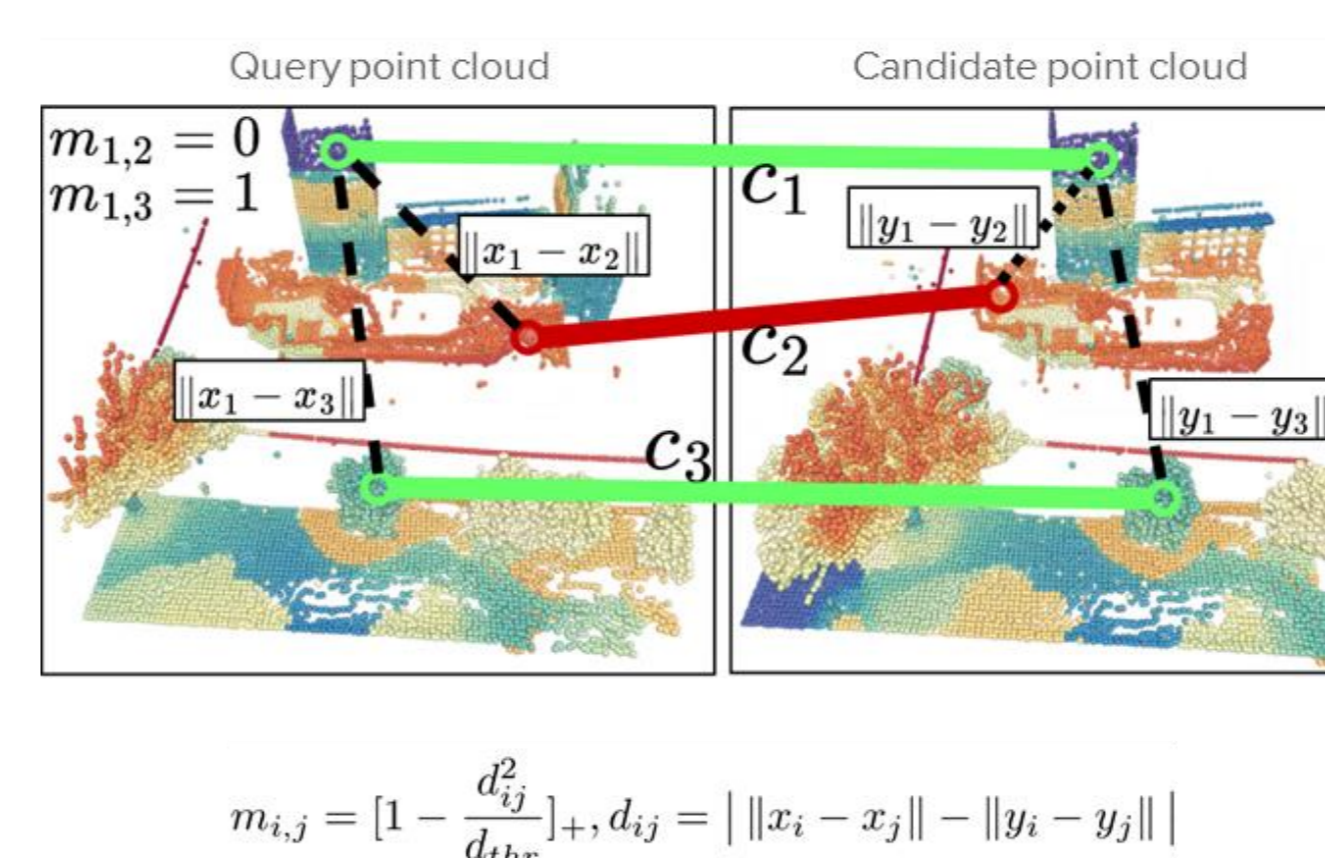 Query point cloud
Candidate point cloud
m_{1,2} = 0
m_{1,3} = 1
c_1
‖y_1 − y_2‖
‖x_1 − x_2‖
c_2
‖x_1 − x_3‖
‖y_1 − y_3‖
c_3
m_{i,j} = [1 − \frac{d_{ij}^2}{d_{thr}}]_+, d_{ij} = | ‖x_i − x_j‖ − ‖y_i − y_j‖ |